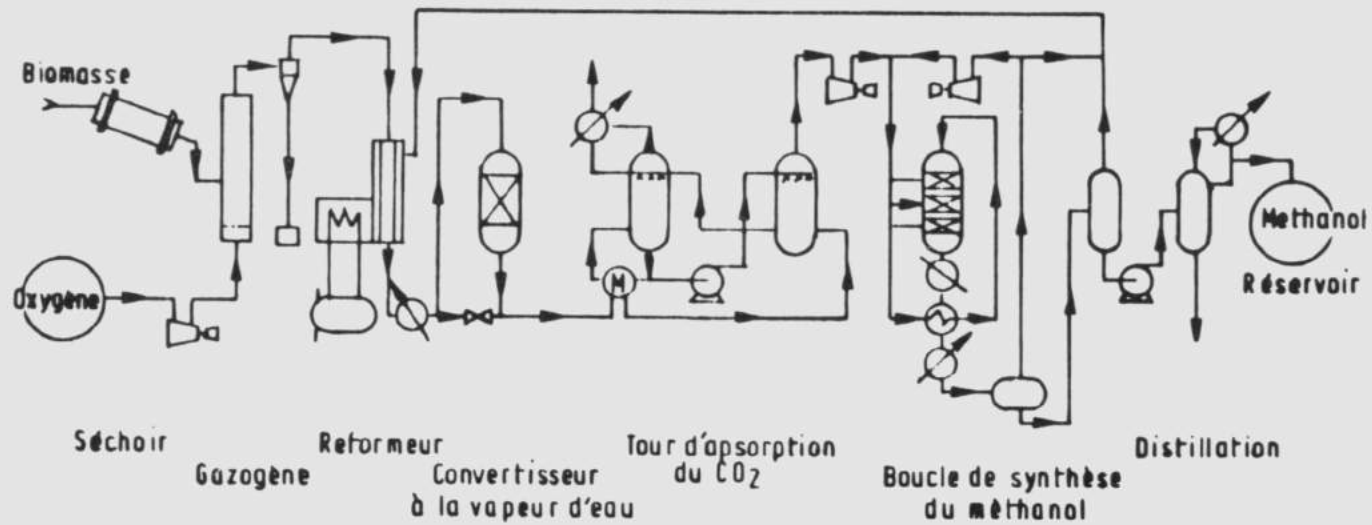 Biomasse
Oxygène
Methanol
Réservoir
Séchoir
Gazogène
Reformeur
Convertisseur
à la vapeur d'eau
Tour d'apsorption
du CO2
Boucle de synthèse
du méthanol
Distillation